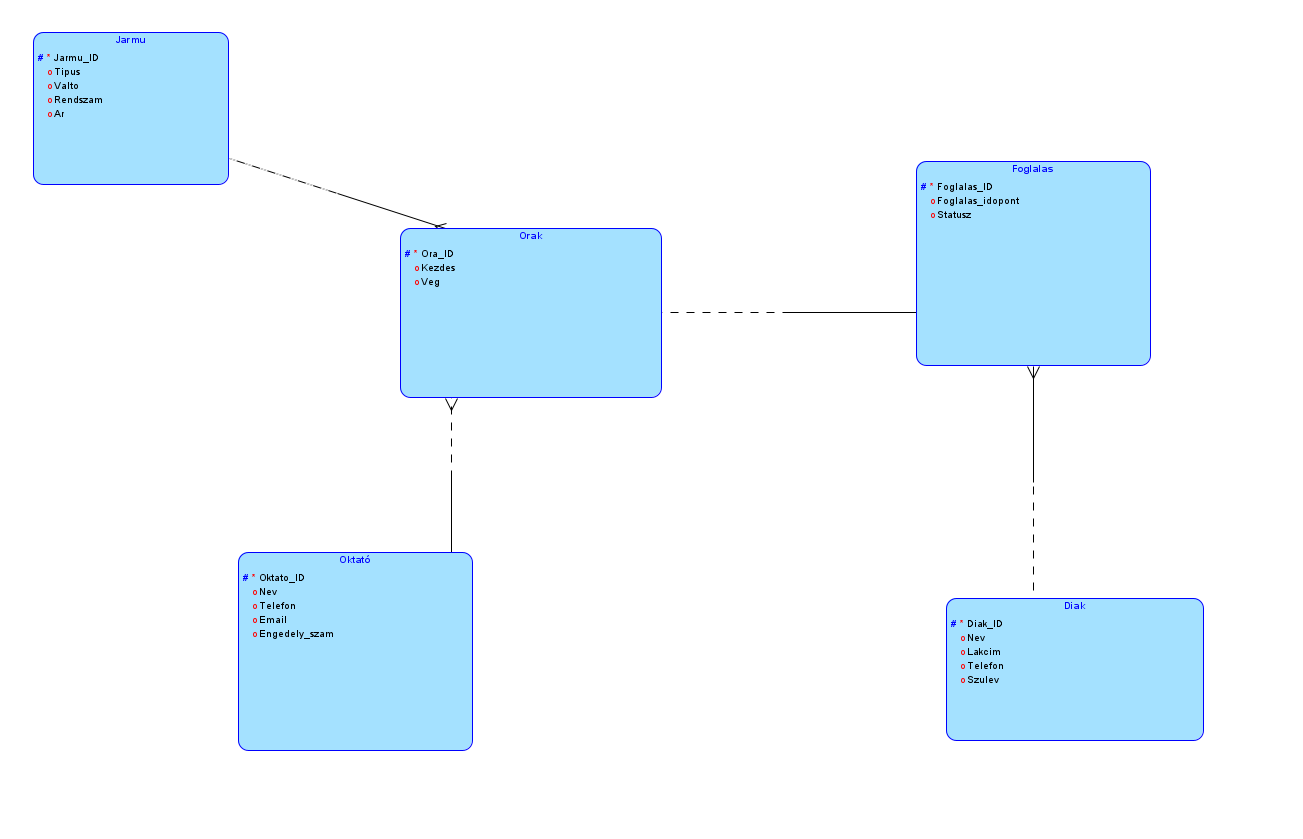 Jarmu
# * Jarmu_ID
o Tipus
o Valto
o Rendszam
o Ar
Orak
# * Ora_ID
o Kezdes
o Veg
Foglalas
# * Foglalas_ID
o Foglalas_idopont
o Statusz
Oktató
# * Oktato_ID
o Nev
o Telefon
o Email
o Engedely_szam
Diak
# * Diak_ID
o Nev
o Lakcim
o Telefon
o Szulev